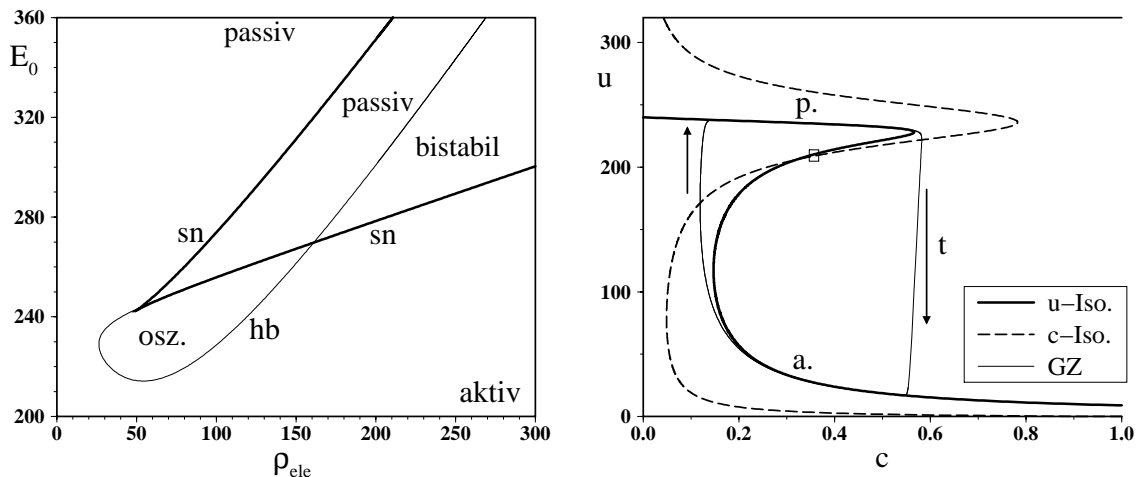 360
320
280
240
200
E0
passiv
passiv
bistabil
sn
sn
osz.
hb
aktiv
0
50
100
150
200
250
300
ρele
300
200
100
0
u
p.
t
a.
u–Iso.
c–Iso.
GZ
0.0
0.2
0.4
0.6
0.8
1.0
c